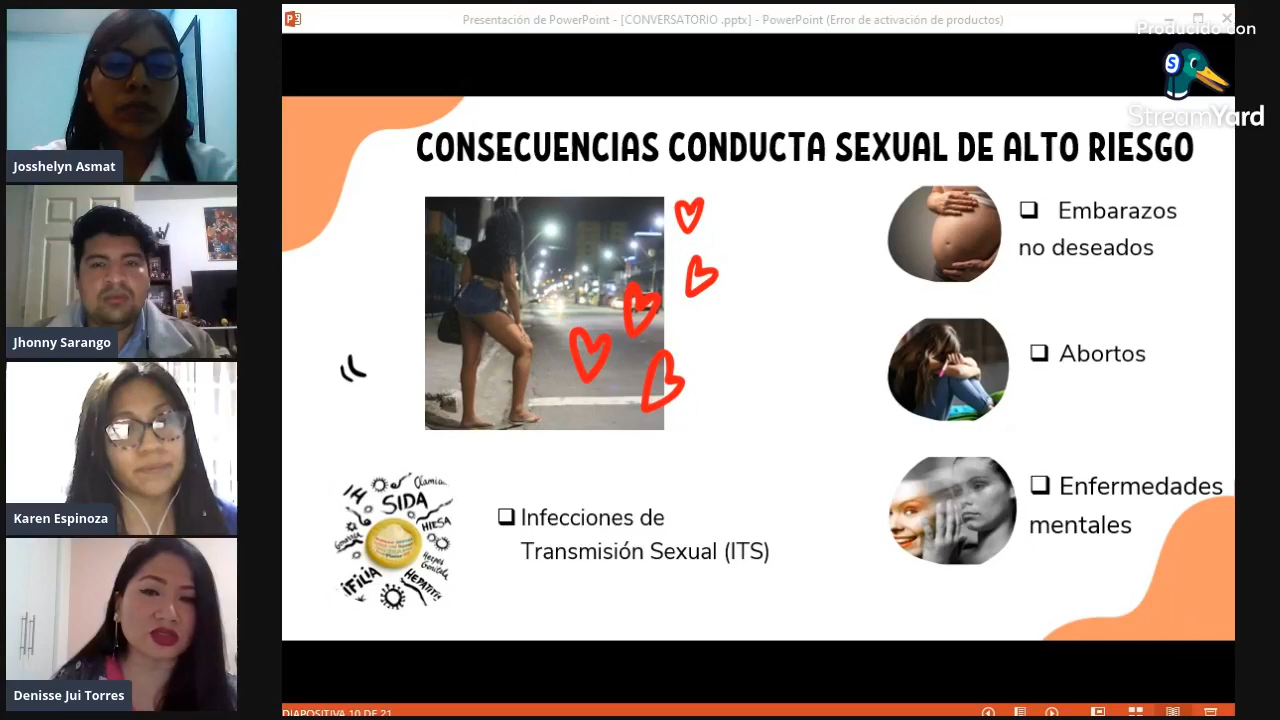 Presentación de PowerPoint - [CONVERSATORIO .pptx] - PowerPoint (Error de activación de productos)
Producido con
StreamYard
Josshelyn Asmat
Jhonny Sarango
Karen Espinoza
Denisse Jui Torres
CONSECUENCIAS CONDUCTA SEXUAL DE ALTO RIESGO
Embarazos
no deseados
Abortos
Enfermedades
mentales
Infecciones de
Transmisión Sexual (ITS)
SIDA
DIAPOSITIVA 10 DE 21